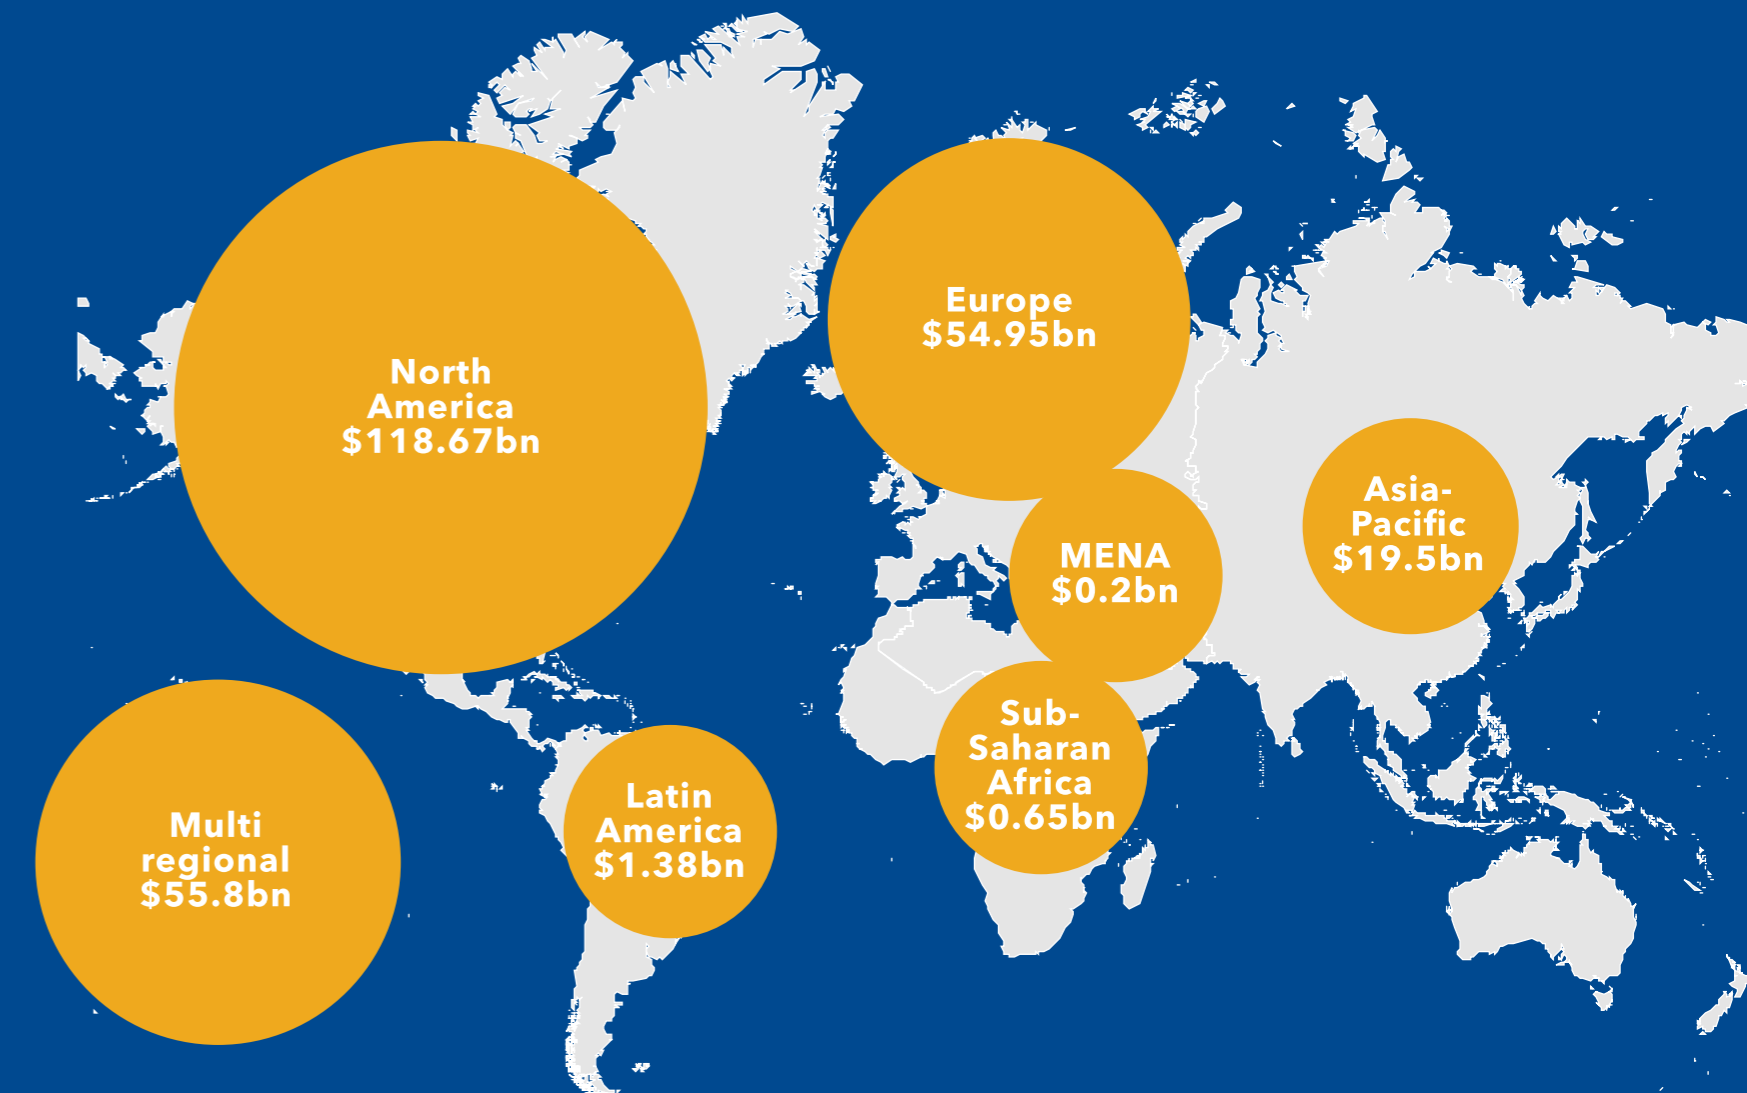 North
America
$118.67bn
Europe
$54.95bn
Asia-
Pacific
$19.5bn
MENA
$0.2bn
Sub-
Saharan
Africa
$0.65bn
Latin
America
$1.38bn
Multi
regional
$55.8bn